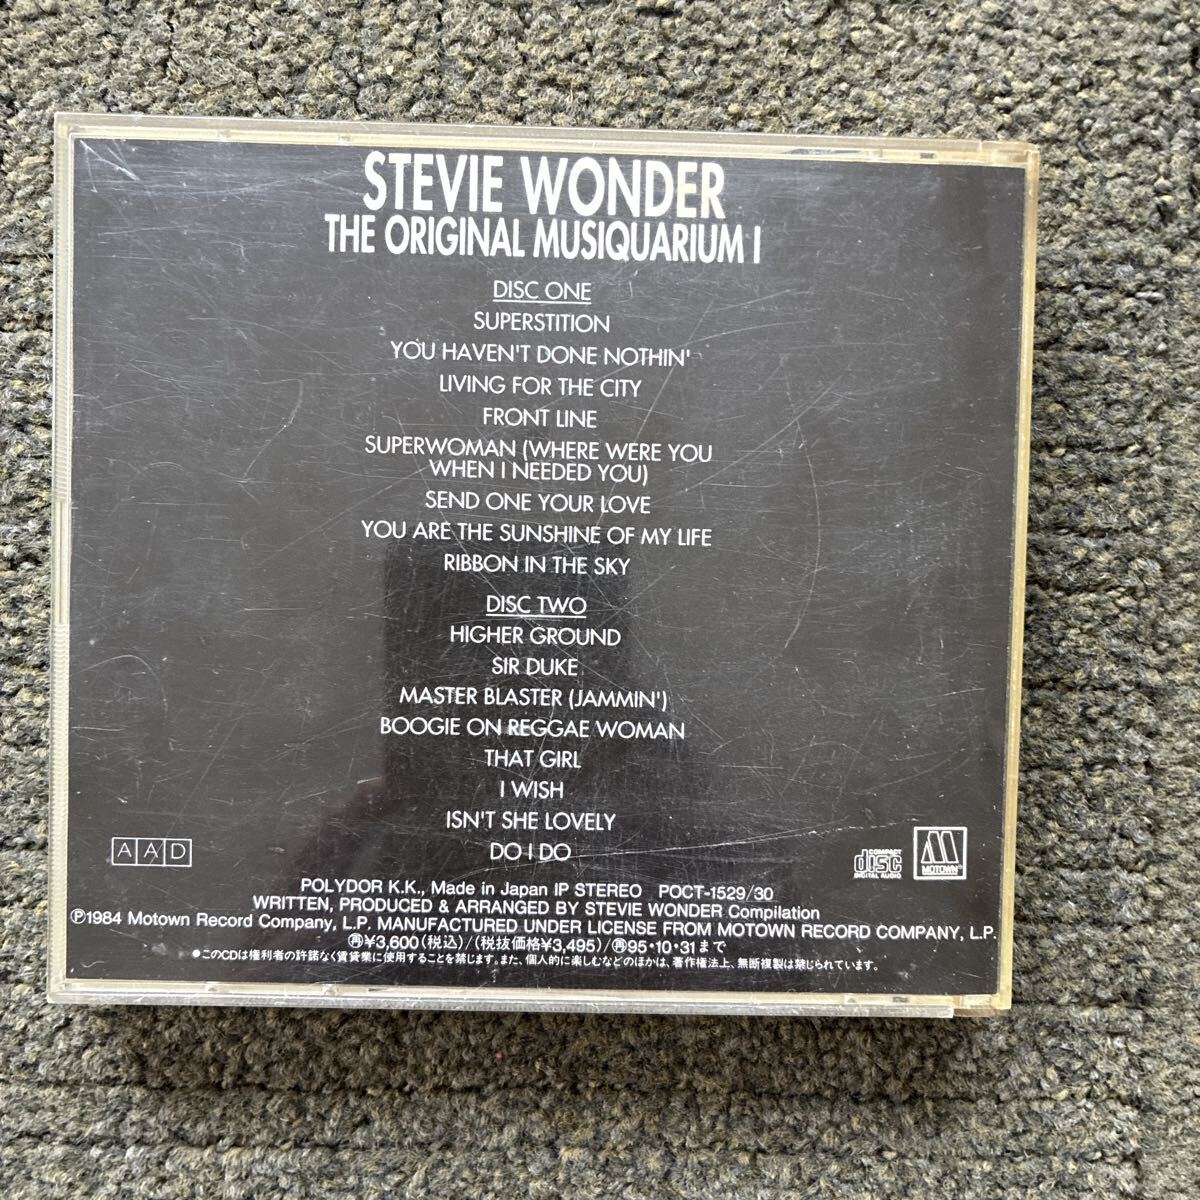 STEVIE WONDER
THE ORIGINAL MUSIQUARIUM I
DISC ONE
SUPERSTITION
YOU HAVEN'T DONE NOTHIN'
LIVING FOR THE CITY
FRONT LINE
SUPERWOMAN (WHERE WERE YOU
WHEN I NEEDED YOU)
SEND ONE YOUR LOVE
YOU ARE THE SUNSHINE OF MY LIFE
RIBBON IN THE SKY
DISC TWO
HIGHER GROUND
SIR DUKE
MASTER BLASTER (JAMMIN')
BOOGIE ON REGGAE WOMAN
THAT GIRL
I WISH
ISN'T SHE LOVELY
DO I DO
AAD
COMPACT
disc
DIGITAL AUDIO
M
MOTOWN
POLYDOR K.K., Made in Japan IP STEREO POCT-1529/30
WRITTEN, PRODUCED & ARRANGED BY STEVIE WONDER Compilation
℗1984 Motown Record Company, L.P. MANUFACTURED UNDER LICENSE FROM MOTOWN RECORD COMPANY, L.P.
㊢¥3,600(税込)/(税抜価格¥3,495)/㊢95・10・31まで
●このCDは権利者の許諾なく賃貸業に使用することを禁じます。また、個人的に楽しむなどのほかは、著作権法上、無断複製は禁じられています。